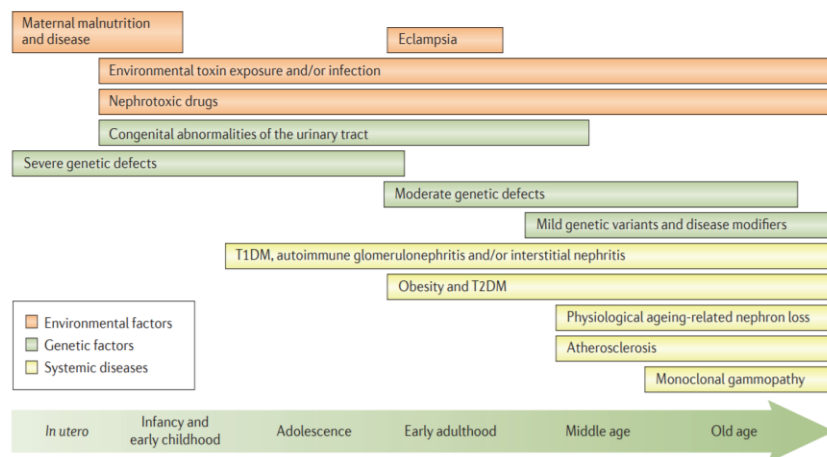 Maternal malnutrition
and disease
Eclampsia
Environmental toxin exposure and/or infection
Nephrotoxic drugs
Congenital abnormalities of the urinary tract
Severe genetic defects
Moderate genetic defects
Mild genetic variants and disease modifiers
T1DM, autoimmune glomerulonephritis and/or interstitial nephritis
Obesity and T2DM
Physiological ageing-related nephron loss
Atherosclerosis
Monoclonal gammopathy
Environmental factors
Genetic factors
Systemic diseases
In utero
Infancy and
early childhood
Adolescence
Early adulthood
Middle age
Old age